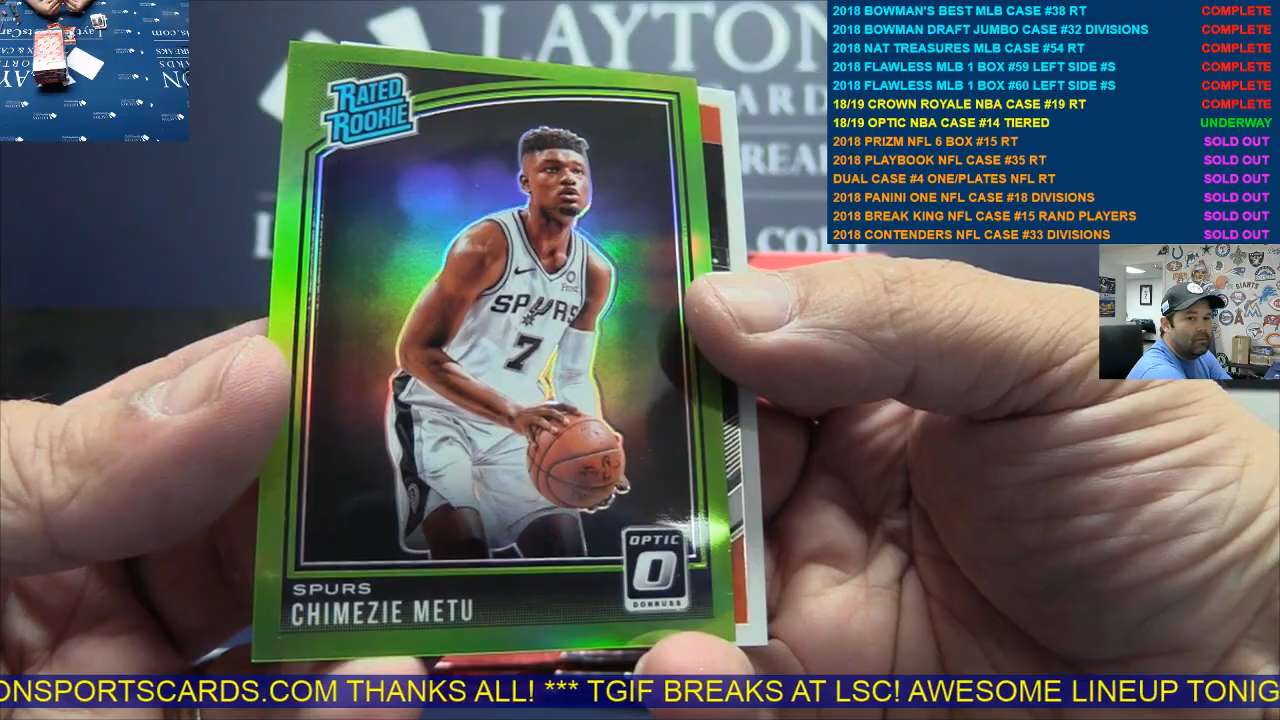 LAYTON
CARDS
BREAK
.com
2018 BOWMAN'S BEST MLB CASE #38 RT COMPLETE
2018 BOWMAN DRAFT JUMBO CASE #32 DIVISIONS COMPLETE
2018 NAT TREASURES MLB CASE #54 RT COMPLETE
2018 FLAWLESS MLB 1 BOX #59 LEFT SIDE #S COMPLETE
2018 FLAWLESS MLB 1 BOX #60 LEFT SIDE #S COMPLETE
18/19 CROWN ROYALE NBA CASE #19 RT COMPLETE
18/19 OPTIC NBA CASE #14 TIERED UNDERWAY
2018 PRIZM NFL 6 BOX #15 RT SOLD OUT
2018 PLAYBOOK NFL CASE #35 RT SOLD OUT
DUAL CASE #4 ONE/PLATES NFL RT SOLD OUT
2018 PANINI ONE NFL CASE #18 DIVISIONS SOLD OUT
2018 BREAK KING NFL CASE #15 RAND PLAYERS SOLD OUT
2018 CONTENDERS NFL CASE #33 DIVISIONS SOLD OUT
RATED
ROOKIE
SPURS
7
OPTIC
O
DONRUSS
SPURS
CHIMEZIE METU
GIANTS
ONSPORTSCARDS.COM THANKS ALL! *** TGIF BREAKS AT LSC! AWESOME LINEUP TONIG